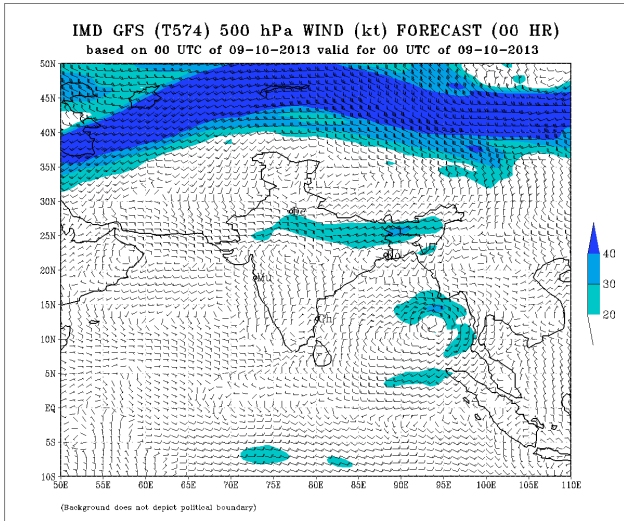 IMD GFS (T574) 500 hPa WIND (kt) FORECAST (00 HR)
based on 00 UTC of 09-10-2013 valid for 00 UTC of 09-10-2013
50N
45N
40N
35N
30N
25N
20N
15N
10N
5N
EQ
5S
10S
50E 55E 60E 65E 70E 75E 80E 85E 90E 95E 100E 105E 110E
Mu
Ch
40
30
20
(Background does not depict political boundary)